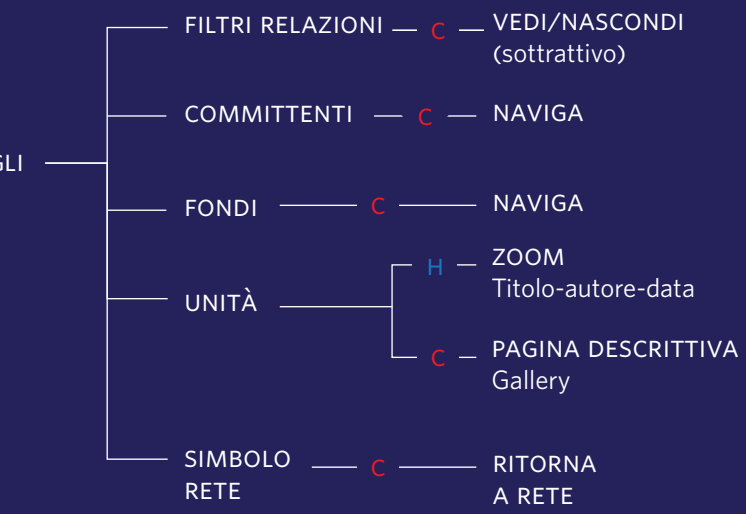 FILTRI RELAZIONI C VEDI/NASCONDI
(sottrattivo)
COMMITTENTI C NAVIGA
GLI
FONDI C NAVIGA
H ZOOM
Titolo-autore-data
UNITÀ
C PAGINA DESCRITTIVA
Gallery
SIMBOLO
RETE
C RITORNA
A RETE